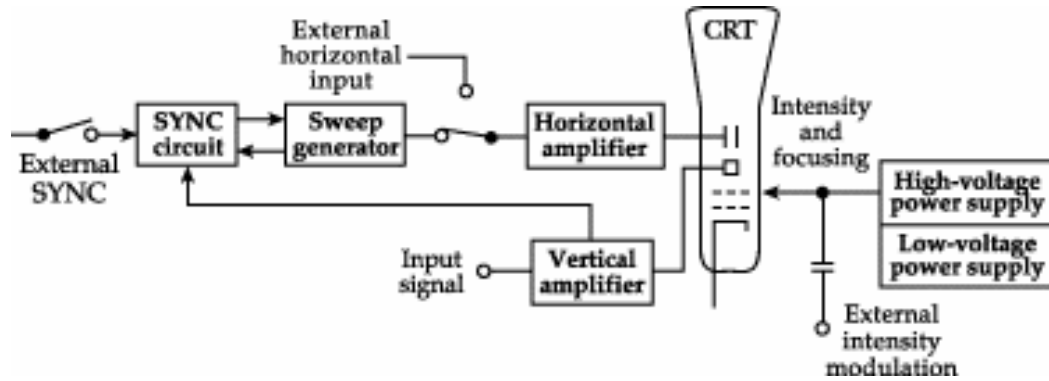 External
horizontal
input
CRT
SYNC
circuit
Sweep
generator
Horizontal
amplifier
Intensity
and
focusing
External
SYNC
High-voltage
power supply
Low-voltage
power supply
Input
signal
Vertical
amplifier
External
intensity
modulation